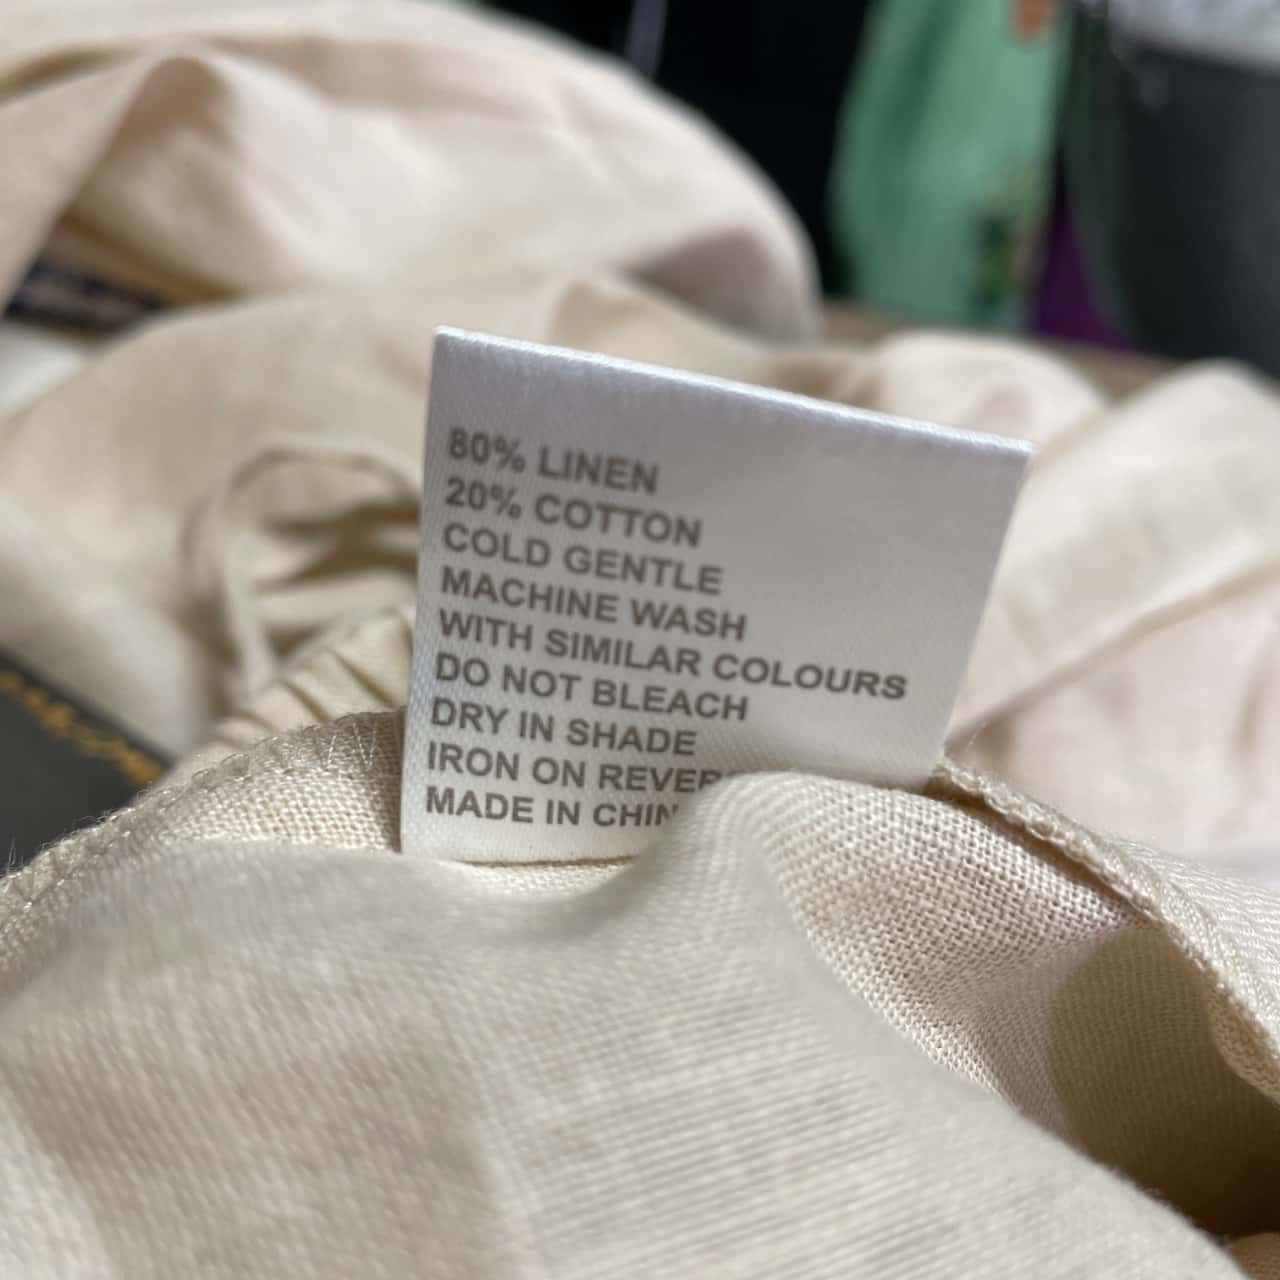 80% LINEN
20% COTTON
COLD GENTLE
MACHINE WASH
WITH SIMILAR COLOURS
DO NOT BLEACH
DRY IN SHADE
IRON ON REVERS
MADE IN CHIN